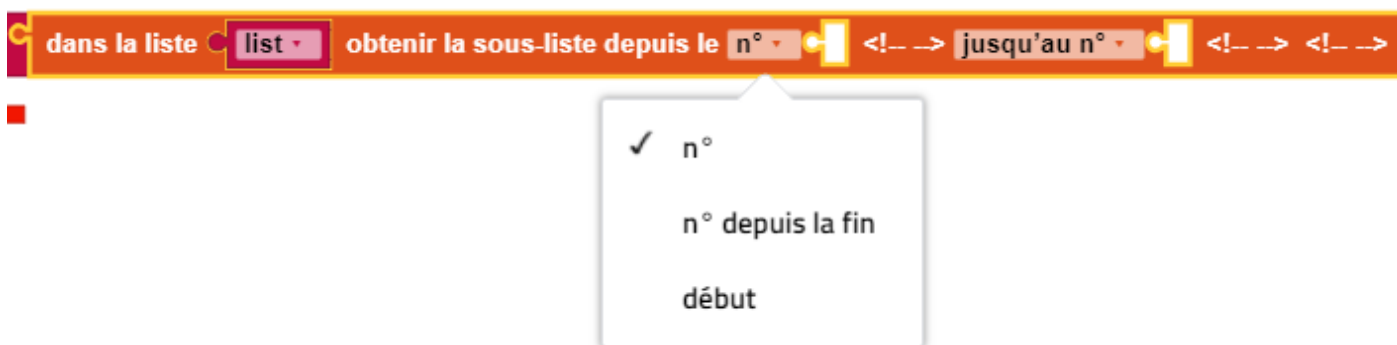 dans la liste list obtenir la sous-liste depuis le n° <!-- --> jusqu’au n° <!-- --> <!-- -->
✓ n°
n° depuis la fin
début